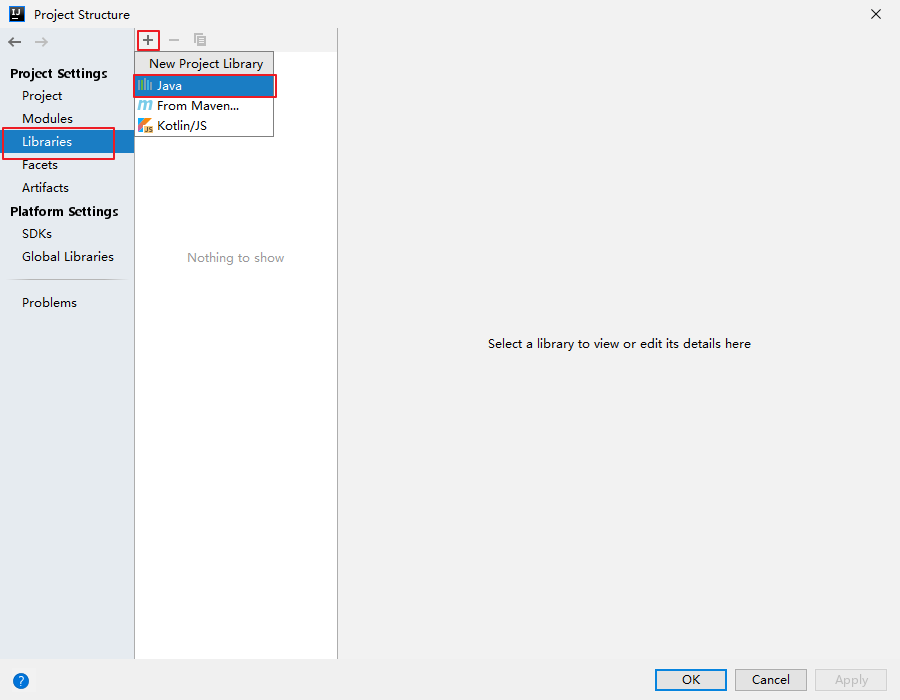 Project Structure
Project Settings
Project
Modules
Libraries
Facets
Artifacts
Platform Settings
SDKs
Global Libraries
Problems
New Project Library
Java
From Maven...
Kotlin/JS
Nothing to show
Select a library to view or edit its details here
?
OK
Cancel
Apply